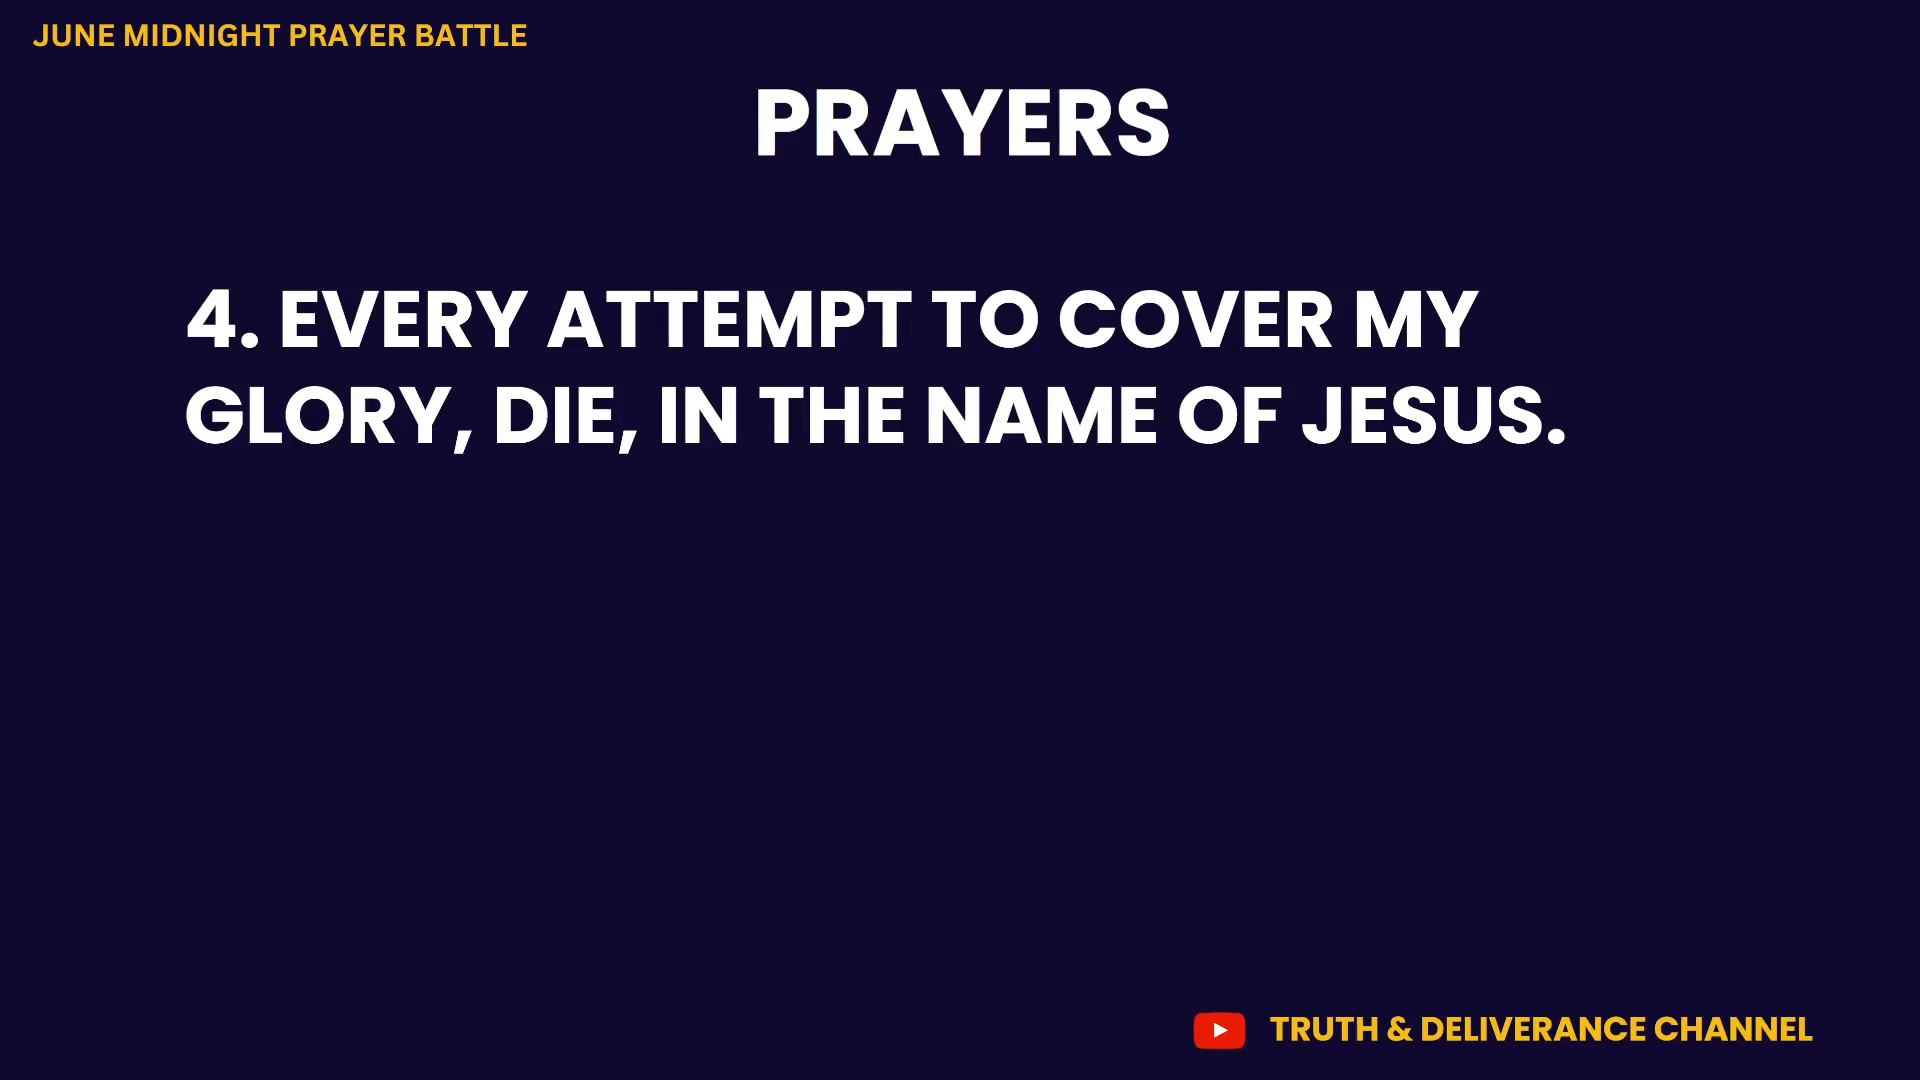 JUNE MIDNIGHT PRAYER BATTLE
PRAYERS
4. EVERY ATTEMPT TO COVER MY
GLORY, DIE, IN THE NAME OF JESUS.
TRUTH & DELIVERANCE CHANNEL